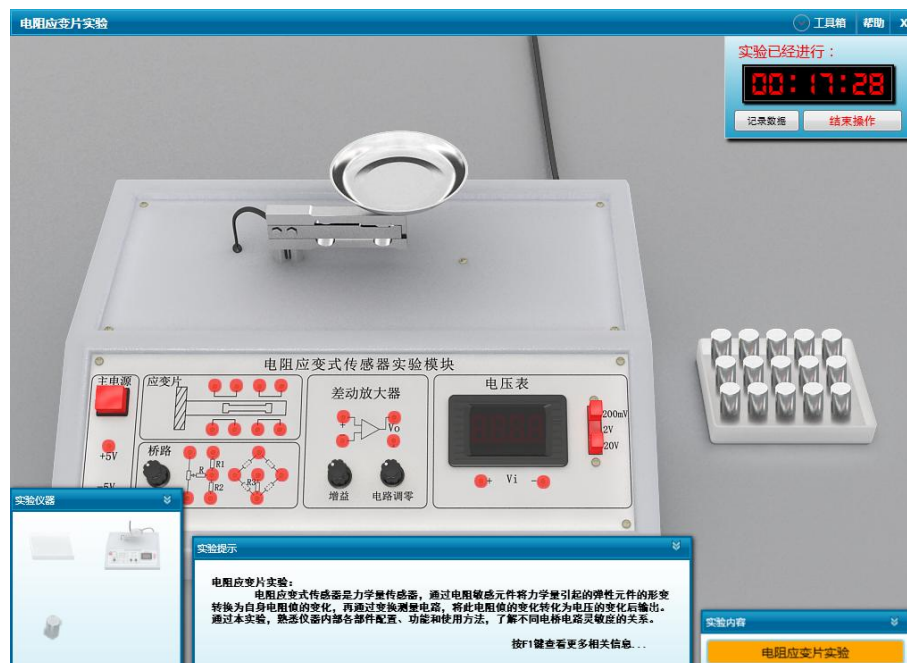 电阻应变片实验
工具箱 帮助 X
实验已经进行：
00:17:28
记录数据 结束操作
电阻应变式传感器实验模块
主电源
应变片
差动放大器
电压表
200mV
2V
20V
+
Vo
+5V
桥路
R1
R
R2
R3
-5V
增益 电路调零
+ Vi -
实验仪器
实验提示
电阻应变片实验：
电阻应变式传感器是力学量传感器，通过电阻敏感元件将力学量引起的弹性元件的形变
转换为自身电阻值的变化，再通过变换测量电路，将此电阻值的变化转化为电压的变化后输出。
通过本实验，熟悉仪器内部各部件配置、功能和使用方法，了解不同电桥电路灵敏度的关系。
按F1键查看更多相关信息...
实验内容
电阻应变片实验